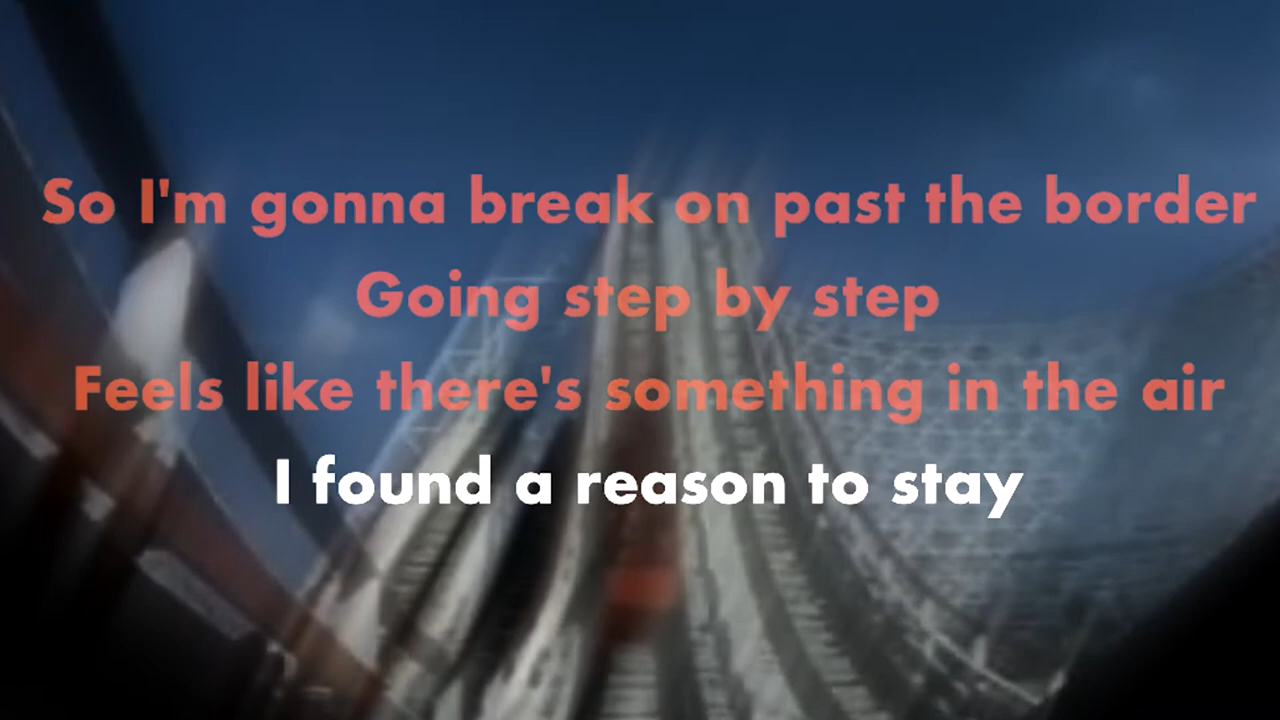 So I'm gonna break on past the border
Going step by step
Feels like there's something in the air
I found a reason to stay